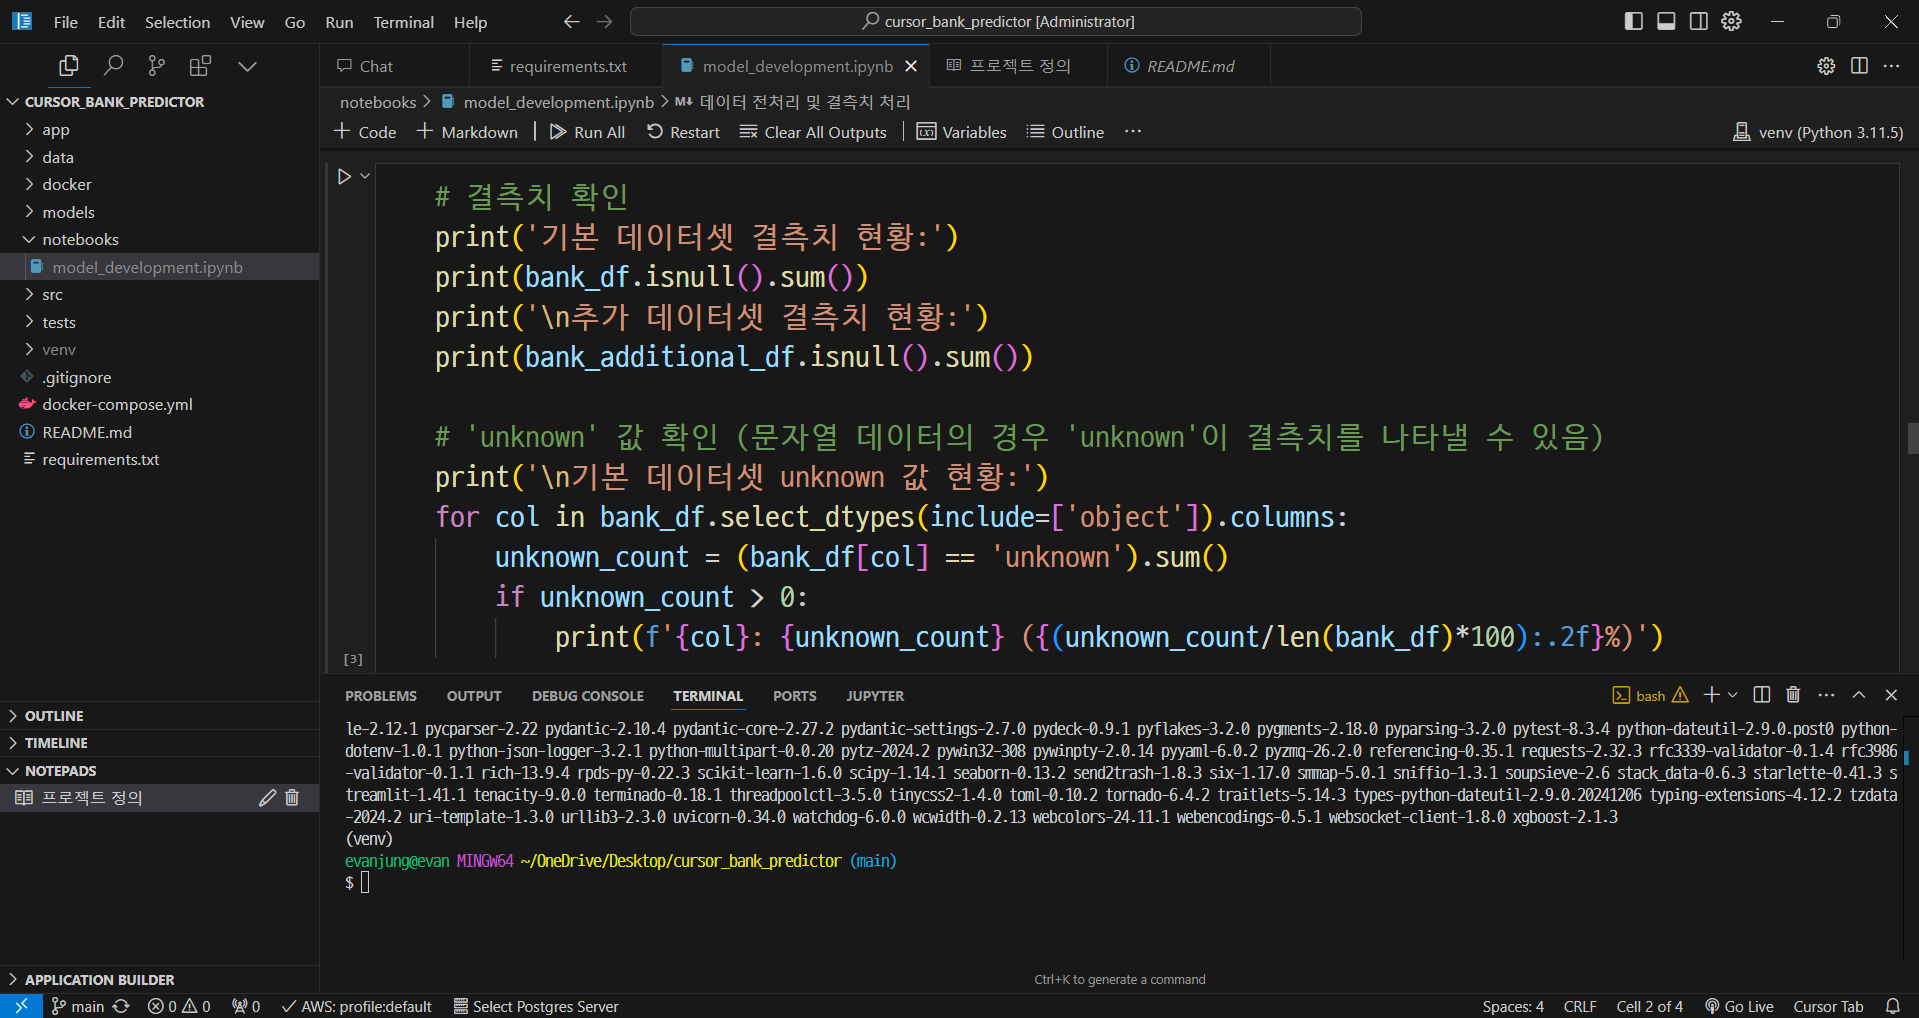 File Edit Selection View Go Run Terminal Help
cursor_bank_predictor [Administrator]
CURSOR_BANK_PREDICTOR
app
data
docker
models
notebooks
model_development.ipynb
src
tests
venv
.gitignore
docker-compose.yml
README.md
requirements.txt
OUTLINE
TIMELINE
NOTEPADS
프로젝트 정의
APPLICATION BUILDER
Chat requirements.txt model_development.ipynb 프로젝트 정의 README.md
notebooks > model_development.ipynb > M↓ 데이터 전처리 및 결측치 처리
+ Code + Markdown Run All Restart Clear All Outputs Variables Outline ... venv (Python 3.11.5)
# 결측치 확인
print('기본 데이터셋 결측치 현황:')
print(bank_df.isnull().sum())
print('\n추가 데이터셋 결측치 현황:')
print(bank_additional_df.isnull().sum())
# 'unknown' 값 확인 (문자열 데이터의 경우 'unknown'이 결측치를 나타낼 수 있음)
print('\n기본 데이터셋 unknown 값 현황:')
for col in bank_df.select_dtypes(include=['object']).columns:
unknown_count = (bank_df[col] == 'unknown').sum()
if unknown_count > 0:
print(f'{col}: {unknown_count} ({(unknown_count/len(bank_df)*100):.2f}%)')
[3]
PROBLEMS OUTPUT DEBUG CONSOLE TERMINAL PORTS JUPYTER bash
le-2.12.1 pycparser-2.22 pydantic-2.10.4 pydantic-core-2.27.2 pydantic-settings-2.7.0 pydeck-0.9.1 pyflakes-3.2.0 pygments-2.18.0 pyparsing-3.2.0 pytest-8.3.4 python-dateutil-2.9.0.post0 python-
dotenv-1.0.1 python-json-logger-3.2.1 python-multipart-0.0.20 pytz-2024.2 pywin32-308 pywinpty-2.0.14 pyyaml-6.0.2 pyzmq-26.2.0 referencing-0.35.1 requests-2.32.3 rfc3339-validator-0.1.4 rfc3986
-validator-0.1.1 rich-13.9.4 rpds-py-0.22.3 scikit-learn-1.6.0 scipy-1.14.1 seaborn-0.13.2 send2trash-1.8.3 six-1.17.0 smmap-5.0.1 sniffio-1.3.1 soupsieve-2.6 stack_data-0.6.3 starlette-0.41.3 s
treamlit-1.41.1 tenacity-9.0.0 terminado-0.18.1 threadpoolctl-3.5.0 tinycss2-1.4.0 toml-0.10.2 tornado-6.4.2 traitlets-5.14.3 types-python-dateutil-2.9.0.20241206 typing-extensions-4.12.2 tzdata
-2024.2 uri-template-1.3.0 urllib3-2.3.0 uvicorn-0.34.0 watchdog-6.0.0 wcwidth-0.2.13 webcolors-24.11.1 webencodings-0.5.1 websocket-client-1.8.0 xgboost-2.1.3
(venv)
evanjung@evan MINGW64 ~/OneDrive/Desktop/cursor_bank_predictor (main)
$
Ctrl+K to generate a command
main 0 0 0 AWS: profile:default Select Postgres Server Spaces: 4 CRLF Cell 2 of 4 Go Live Cursor Tab